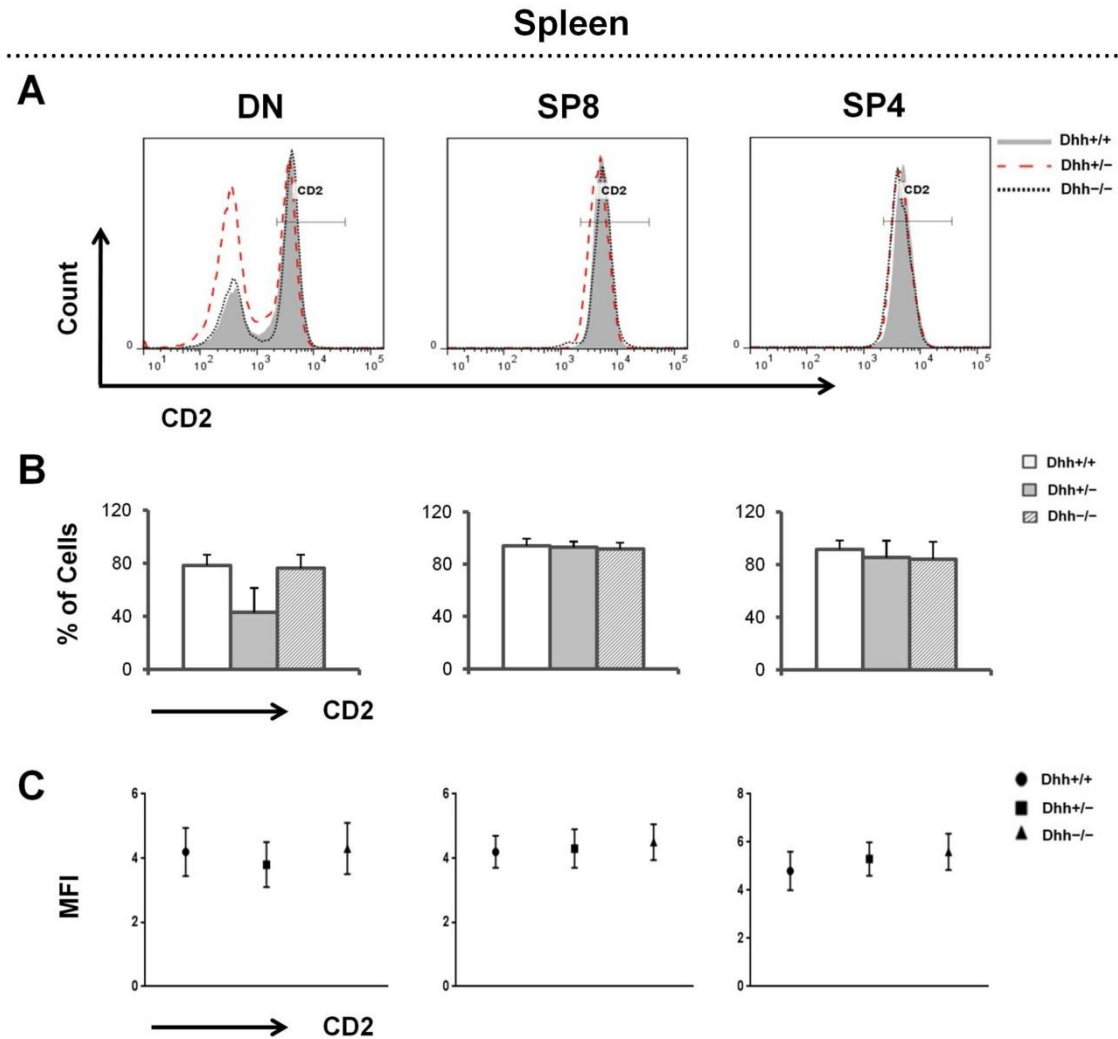 Spleen
A
DN
SP8
SP4
Dhh+/+
Dhh+/−
Dhh−/−
CD2
CD2
CD2
Count
0
0
0
10¹ 10² 10³ 10⁴ 10⁵
10¹ 10² 10³ 10⁴ 10⁵
10¹ 10² 10³ 10⁴ 10⁵
CD2
B
Dhh+/+
Dhh+/−
Dhh−/−
% of Cells
120
80
40
0
120
80
40
0
120
80
40
0
CD2
C
Dhh+/+
Dhh+/−
Dhh−/−
MFI
6
4
2
0
6
4
2
0
8
6
4
2
0
CD2